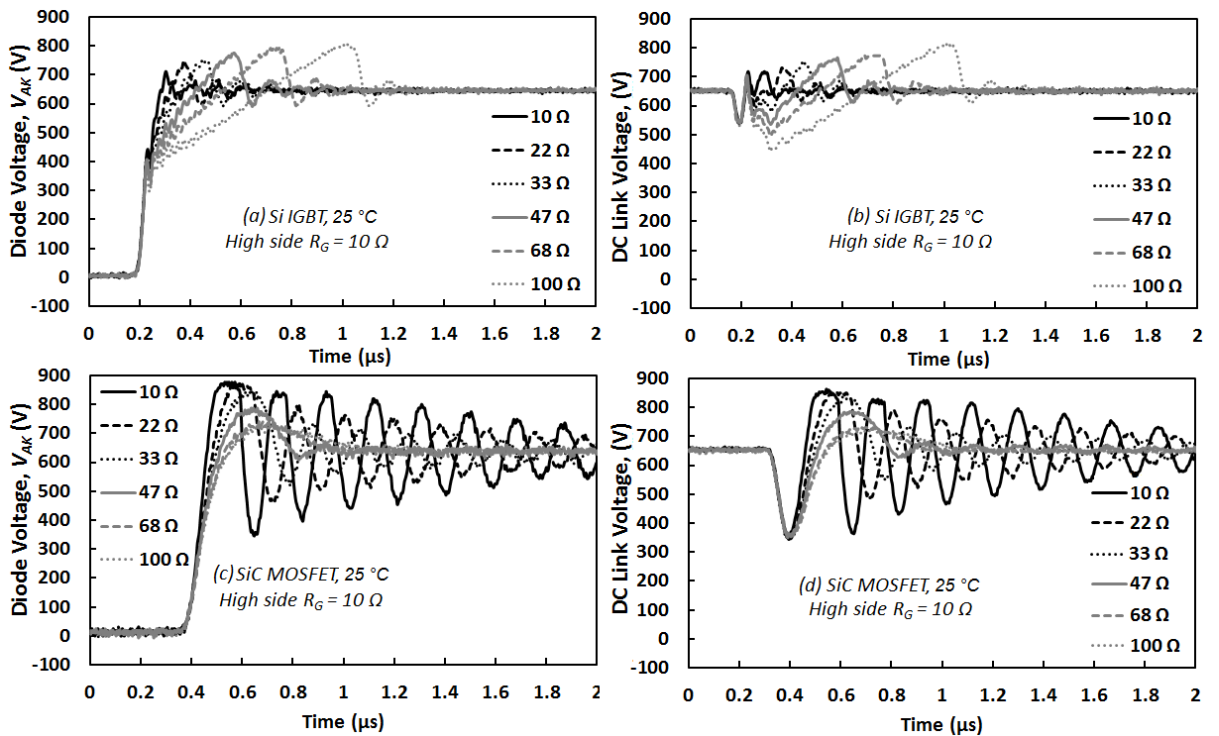 Diode Voltage, VAK (V)
900
800
700
600
500
400
300
200
100
0
-100
0 0.2 0.4 0.6 0.8 1 1.2 1.4 1.6 1.8 2
Time (µs)
(a) Si IGBT, 25 °C
High side RG = 10 Ω
10 Ω
22 Ω
33 Ω
47 Ω
68 Ω
100 Ω
DC Link Voltage, (V)
900
800
700
600
500
400
300
200
100
0
-100
0 0.2 0.4 0.6 0.8 1 1.2 1.4 1.6 1.8 2
Time (µs)
(b) Si IGBT, 25 °C
High side RG = 10 Ω
10 Ω
22 Ω
33 Ω
47 Ω
68 Ω
100 Ω
Diode Voltage, VAK (V)
900
800
700
600
500
400
300
200
100
0
-100
0 0.2 0.4 0.6 0.8 1 1.2 1.4 1.6 1.8 2
Time (µs)
10 Ω
22 Ω
33 Ω
47 Ω
68 Ω
100 Ω
(c) SiC MOSFET, 25 °C
High side RG = 10 Ω
DC Link Voltage, (V)
900
800
700
600
500
400
300
200
100
0
-100
0 0.2 0.4 0.6 0.8 1 1.2 1.4 1.6 1.8 2
Time (µs)
(d) SiC MOSFET, 25 °C
High side RG = 10 Ω
10 Ω
22 Ω
33 Ω
47 Ω
68 Ω
100 Ω